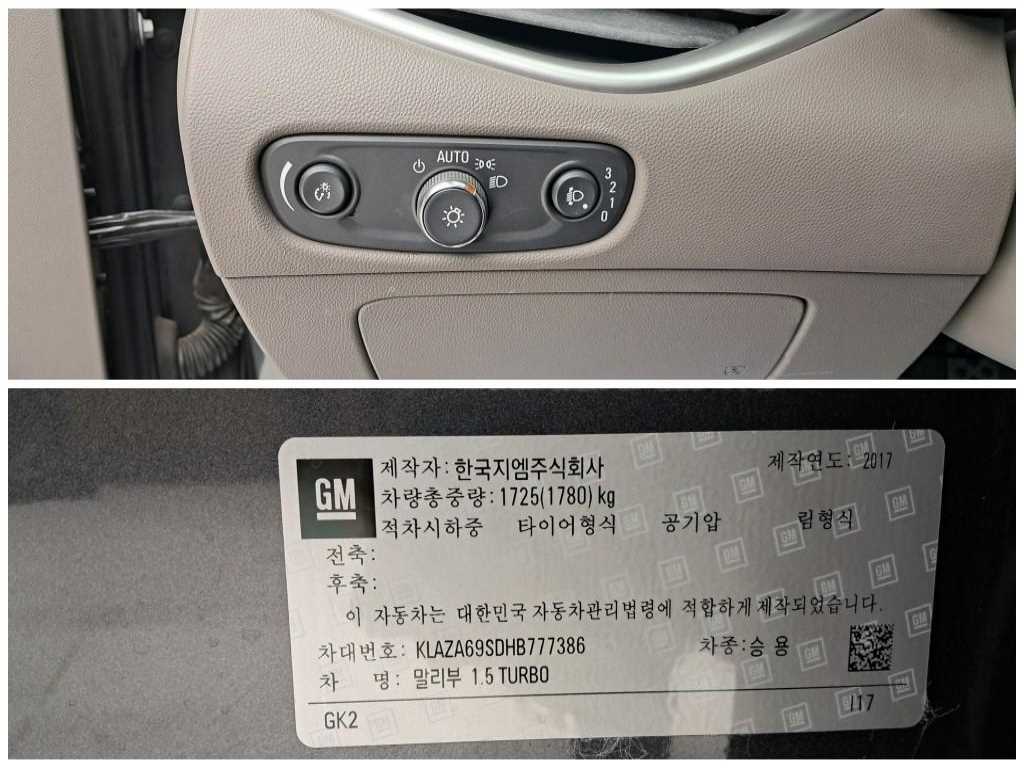 AUTO
3
2
1
0
GM 제작자: 한국지엠주식회사 제작연도: 2017
차량총중량: 1725(1780) kg
적차시하중 타이어형식 공기압 림형식
전축:
후축:
이 자동차는 대한민국 자동차관리법령에 적합하게 제작되었습니다.
차대번호: KLAZA69SDHB777386 차종: 승 용
차 명: 말리부 1.5 TURBO
GK2 /17